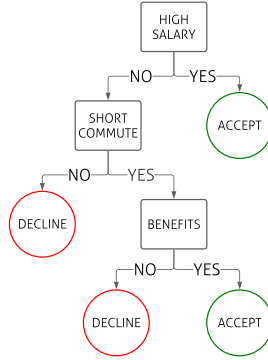 HIGH
SALARY
NO
YES
SHORT
COMMUTE
ACCEPT
NO
YES
DECLINE
BENEFITS
NO
YES
DECLINE
ACCEPT